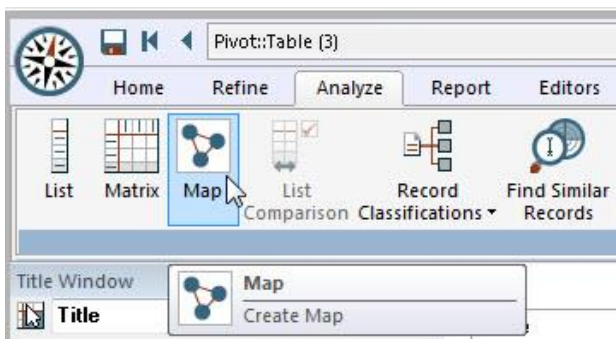 Pivot::Table (3)
Home Refine Analyze Report Editors
List Matrix Map List Comparison Record Classifications Find Similar Records
Title Window
Map
Title
Create Map